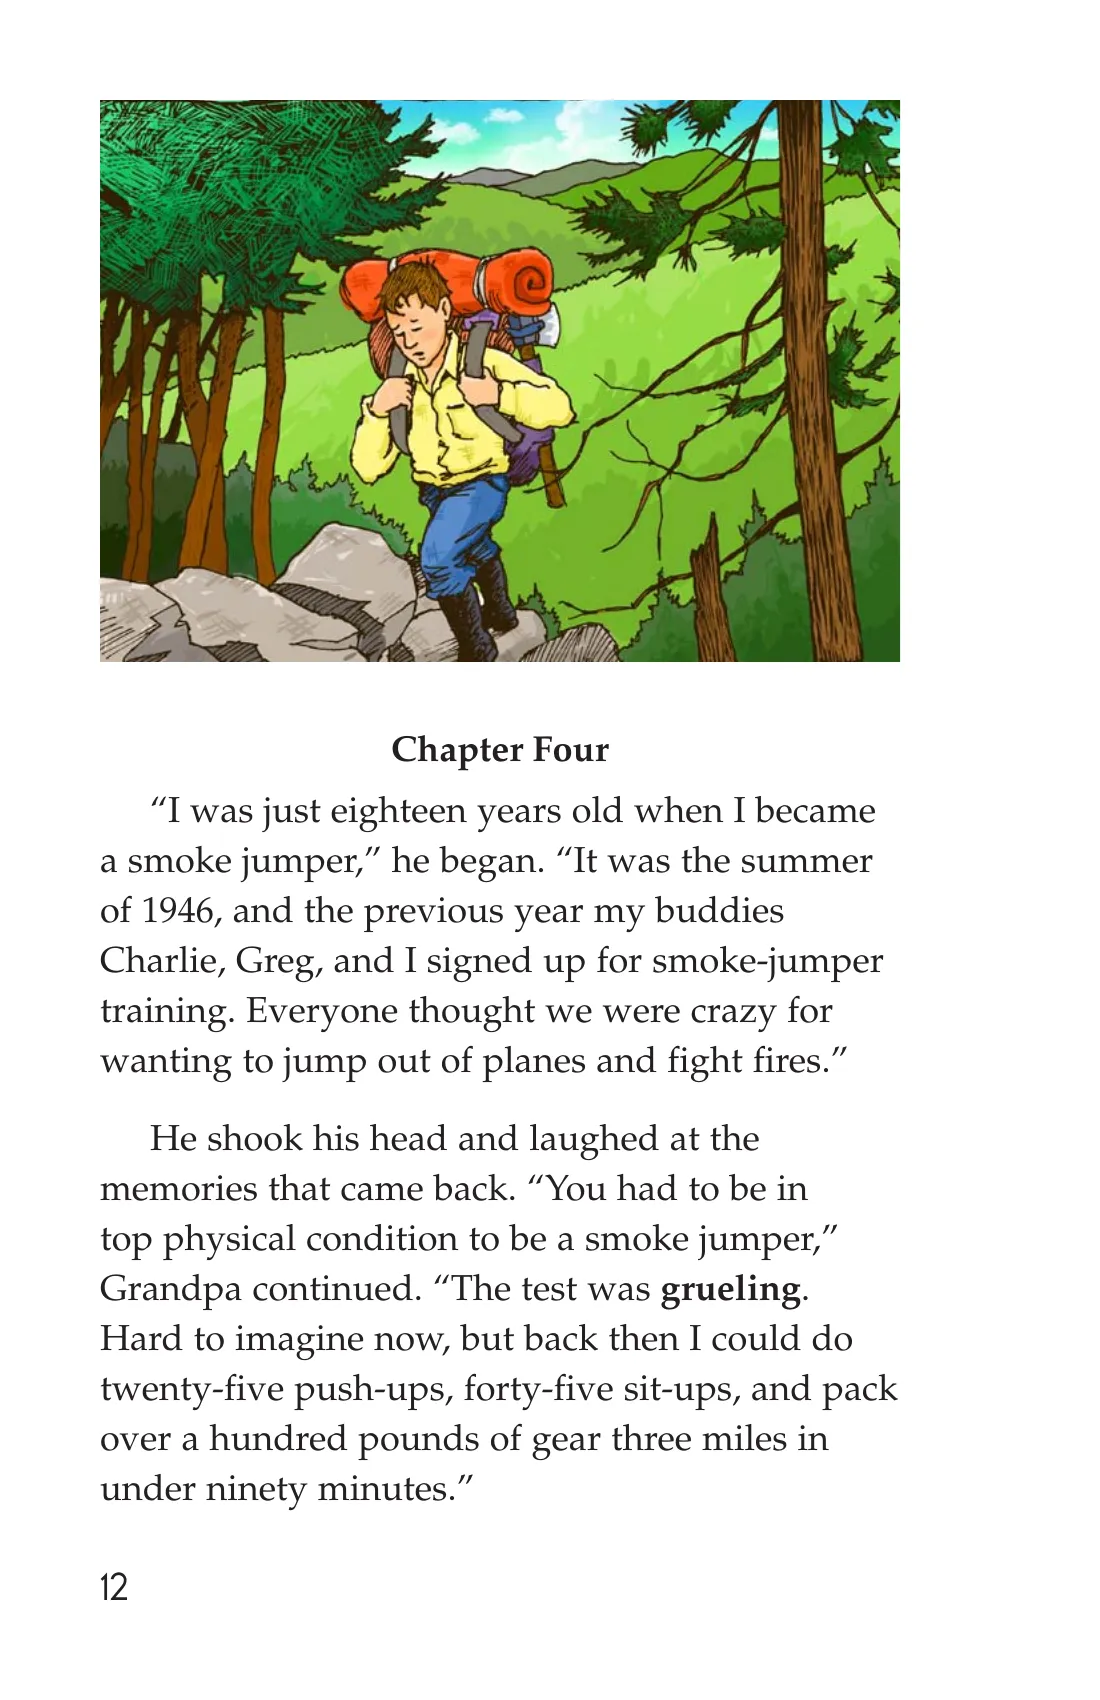 Chapter Four
“I was just eighteen years old when I became
a smoke jumper,” he began. “It was the summer
of 1946, and the previous year my buddies
Charlie, Greg, and I signed up for smoke-jumper
training. Everyone thought we were crazy for
wanting to jump out of planes and fight fires.”
He shook his head and laughed at the
memories that came back. “You had to be in
top physical condition to be a smoke jumper,”
Grandpa continued. “The test was grueling.
Hard to imagine now, but back then I could do
twenty-five push-ups, forty-five sit-ups, and pack
over a hundred pounds of gear three miles in
under ninety minutes.”
12